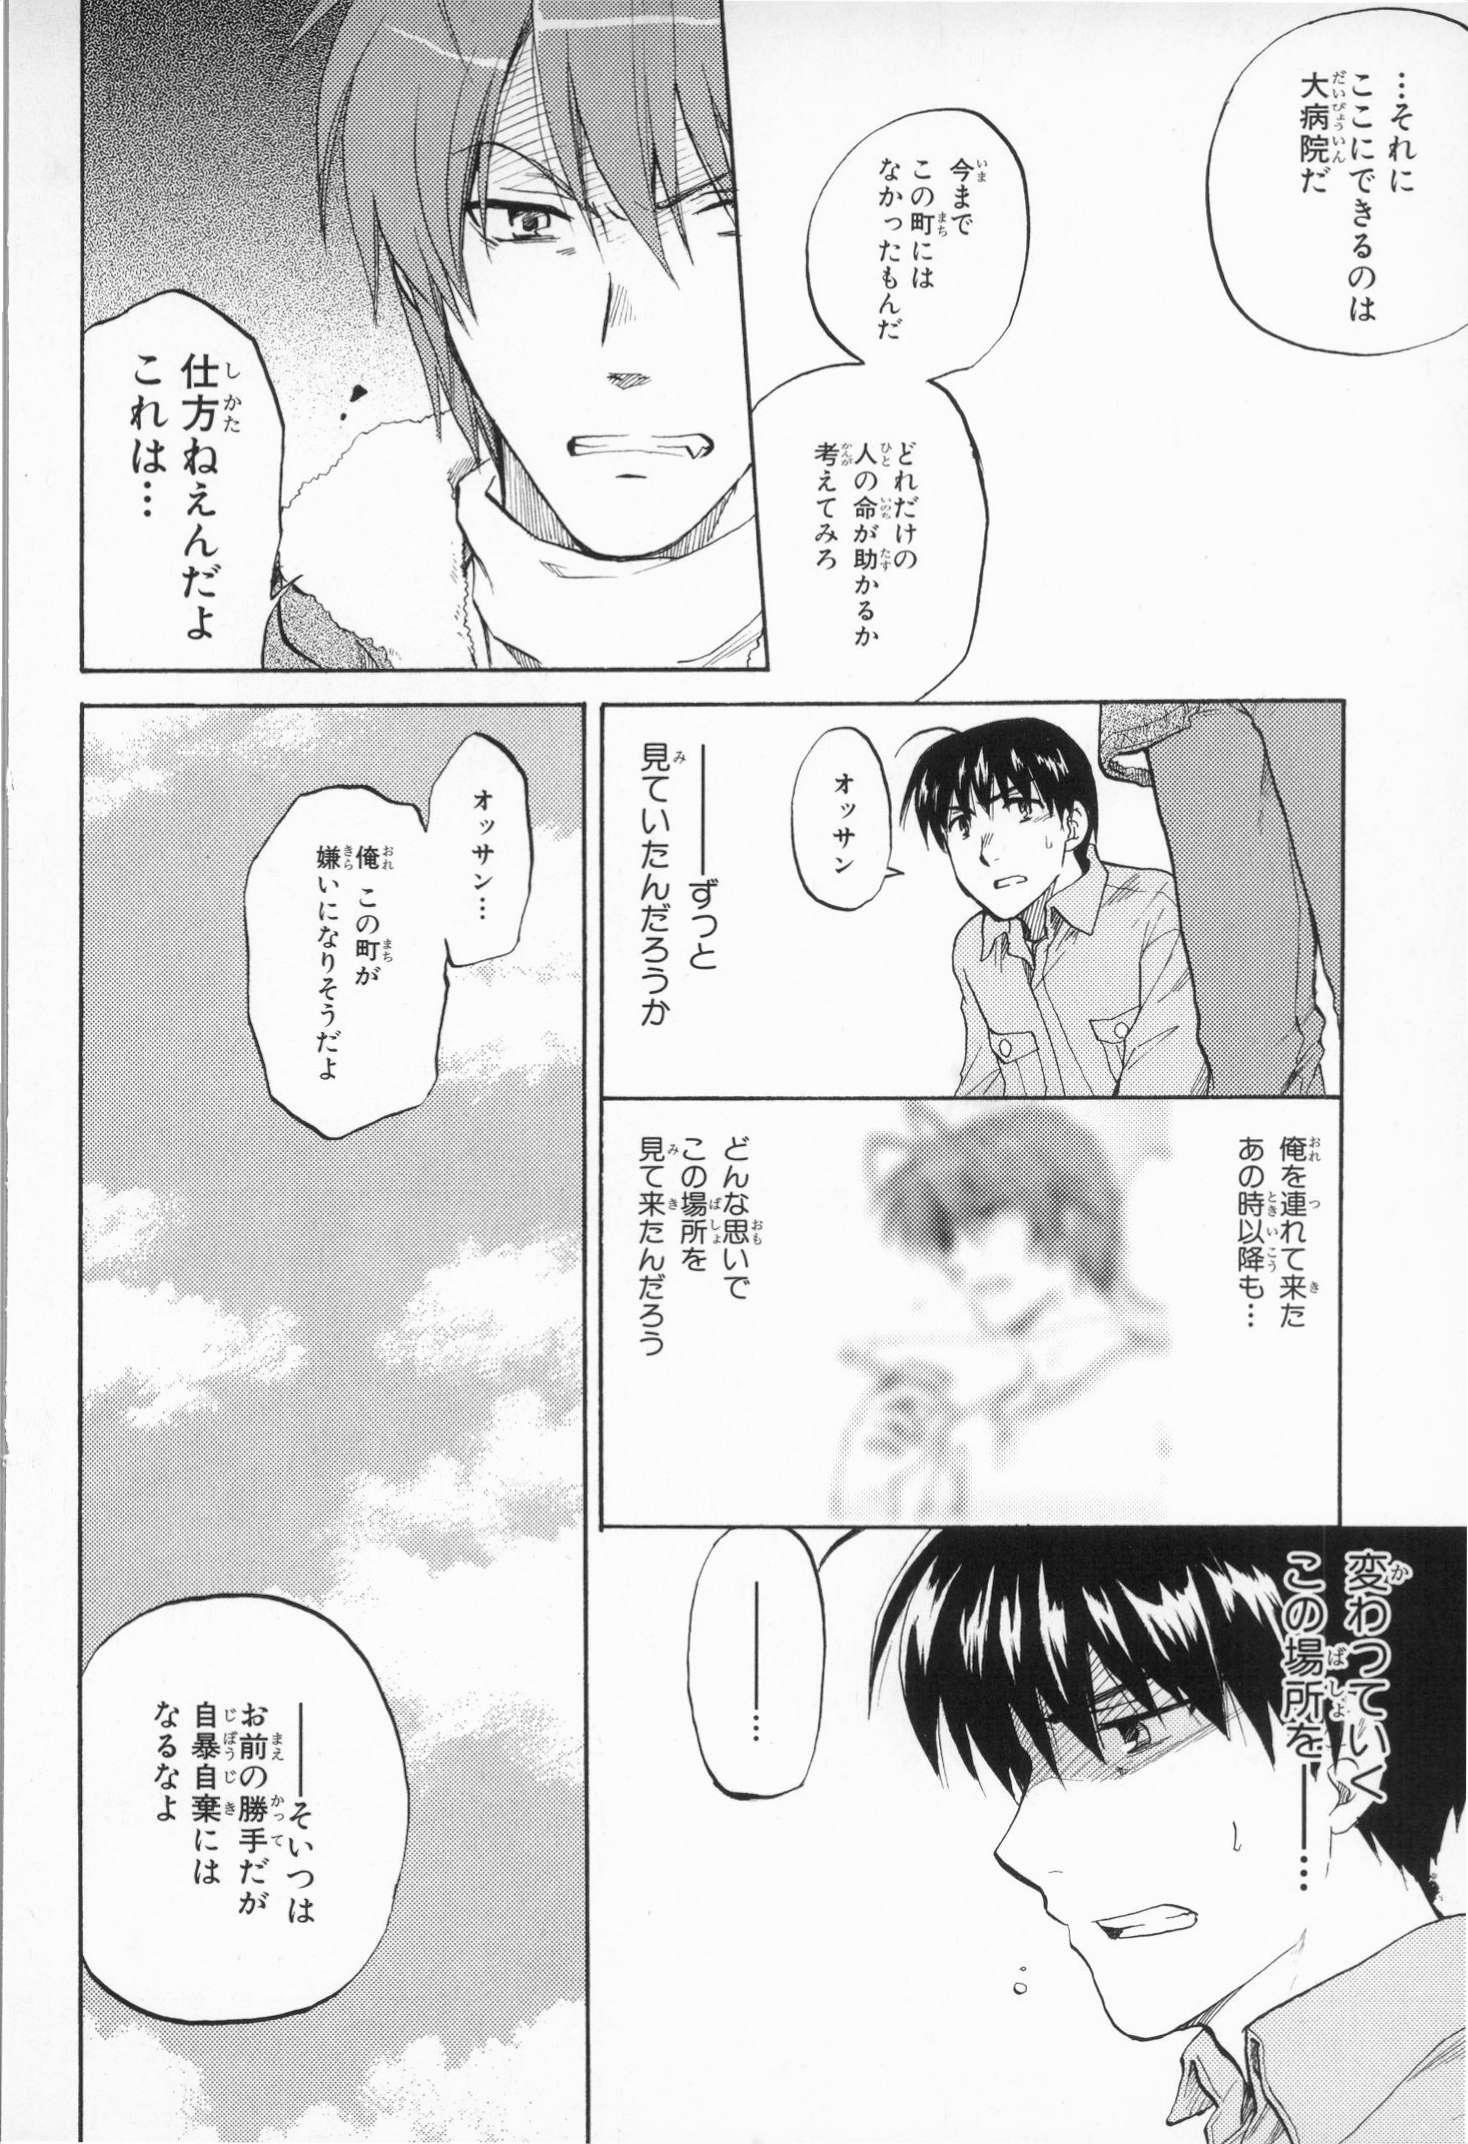 …それに
ここにできるのは
大病院だ
今まで
この町には
なかったもんだ
どれだけの
人の命が助かるか
考えてみろ
仕方ねえんだよ
これは…
オッサン
――ずっと
見ていたんだろうか
俺を連れて来た
あの時以降も…
どんな思いで
この場所を
見て来たんだろう
変わっていく
この場所を――…
――…
オッサン…
俺 この町が
嫌いになりそうだよ
――そいつは
お前の勝手だが
自暴自棄には
なるなよ